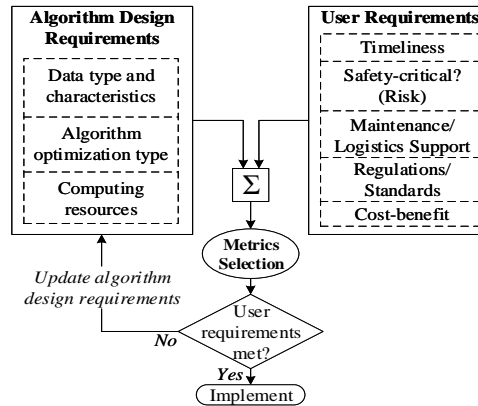 Algorithm Design
Requirements
Data type and
characteristics
Algorithm
optimization type
Computing
resources
User Requirements
Timeliness
Safety-critical?
(Risk)
Maintenance/
Logistics Support
Regulations/
Standards
Cost-benefit
Σ
Metrics
Selection
Update algorithm
design requirements
User
requirements
met?
No
Yes
Implement